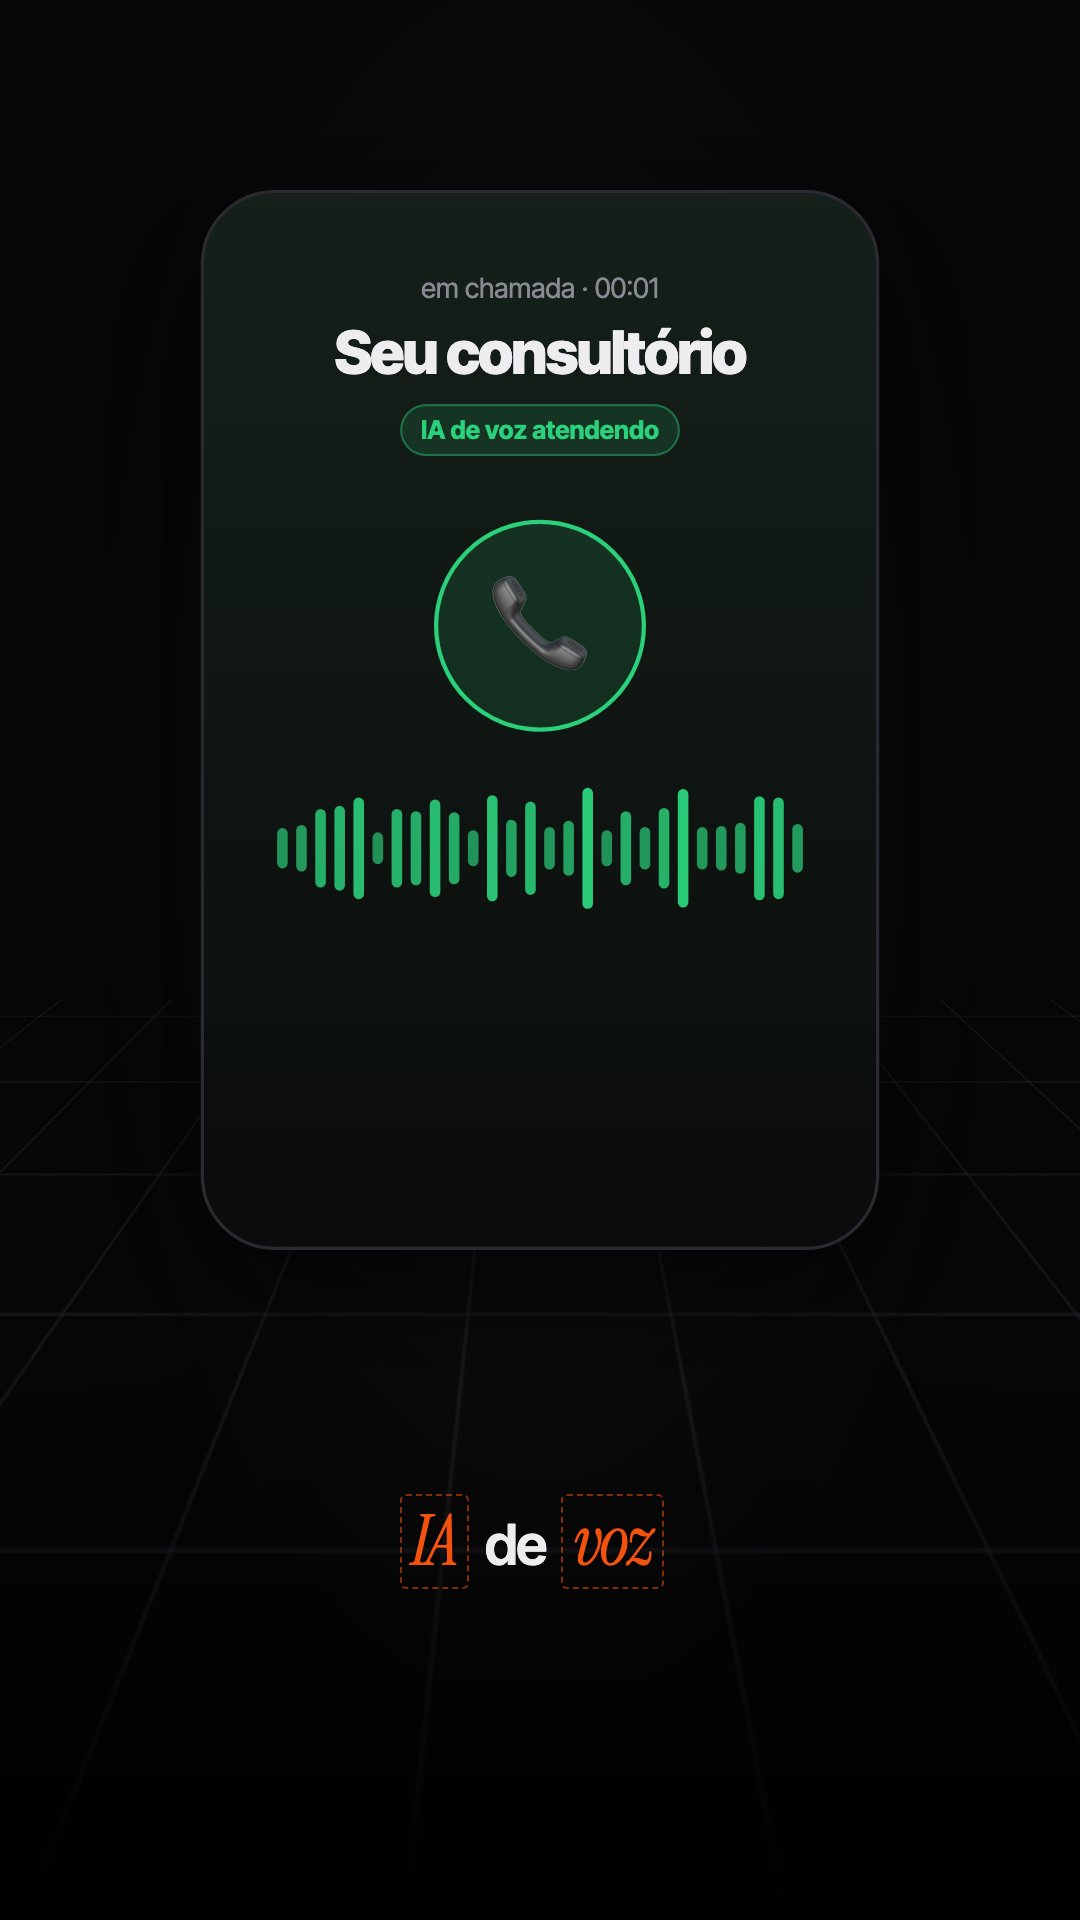 em chamada · 00:01
Seu consultório
IA de voz atendendo
IA de voz